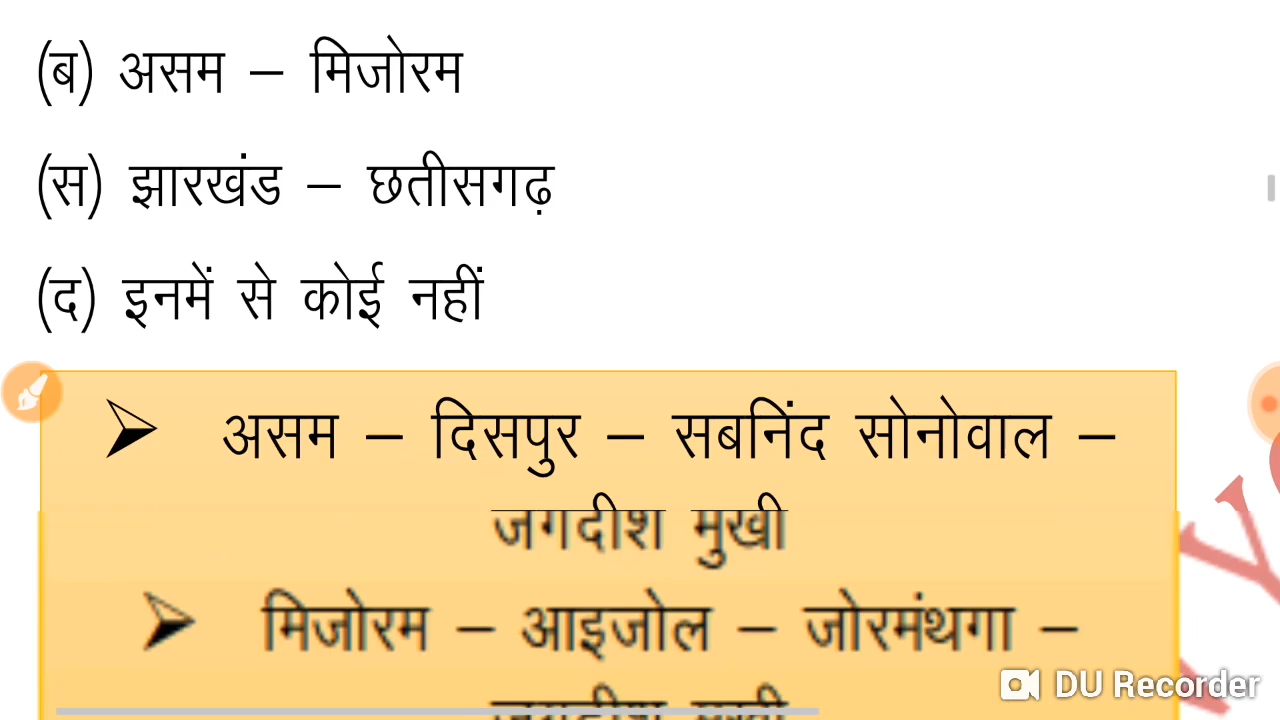 (ब) असम – मिजोरम
(स) झारखंड – छतीसगढ़
(द) इनमें से कोई नहीं
➢ असम – दिसपुर – सबनिंद सोनोवाल –
जगदीश मुखी
➢ मिजोरम – आइजोल – जोरमंथगा –
DU Recorder